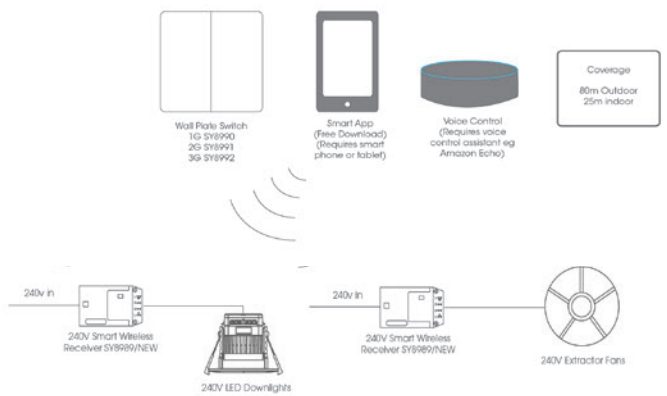 Wall Plate Switch
1G SY8990
2G SY8991
3G SY8992
Smart App
(Free Download)
(Requires smart
phone or tablet)
Voice Control
(Requires voice
control assistant eg
Amazon Echo)
Coverage
80m Outdoor
25m indoor
240v in
240V Smart Wireless
Receiver SY8989/NEW
240V LED Downlights
240v in
240V Smart Wireless
Receiver SY8989/NEW
240V Extractor Fans